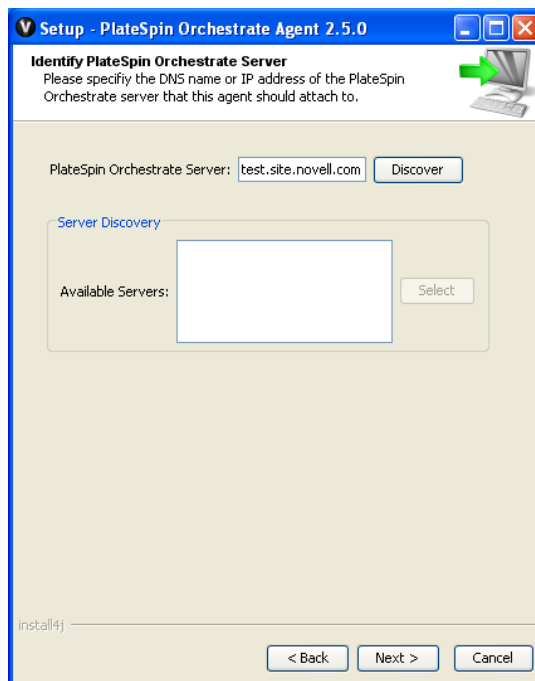 V Setup - PlateSpin Orchestrate Agent 2.5.0
Identify PlateSpin Orchestrate Server
Please specifiy the DNS name or IP address of the PlateSpin
Orchestrate server that this agent should attach to.
PlateSpin Orchestrate Server: test.site.novell.com Discover
Server Discovery
Available Servers: Select
install4j
< Back Next > Cancel